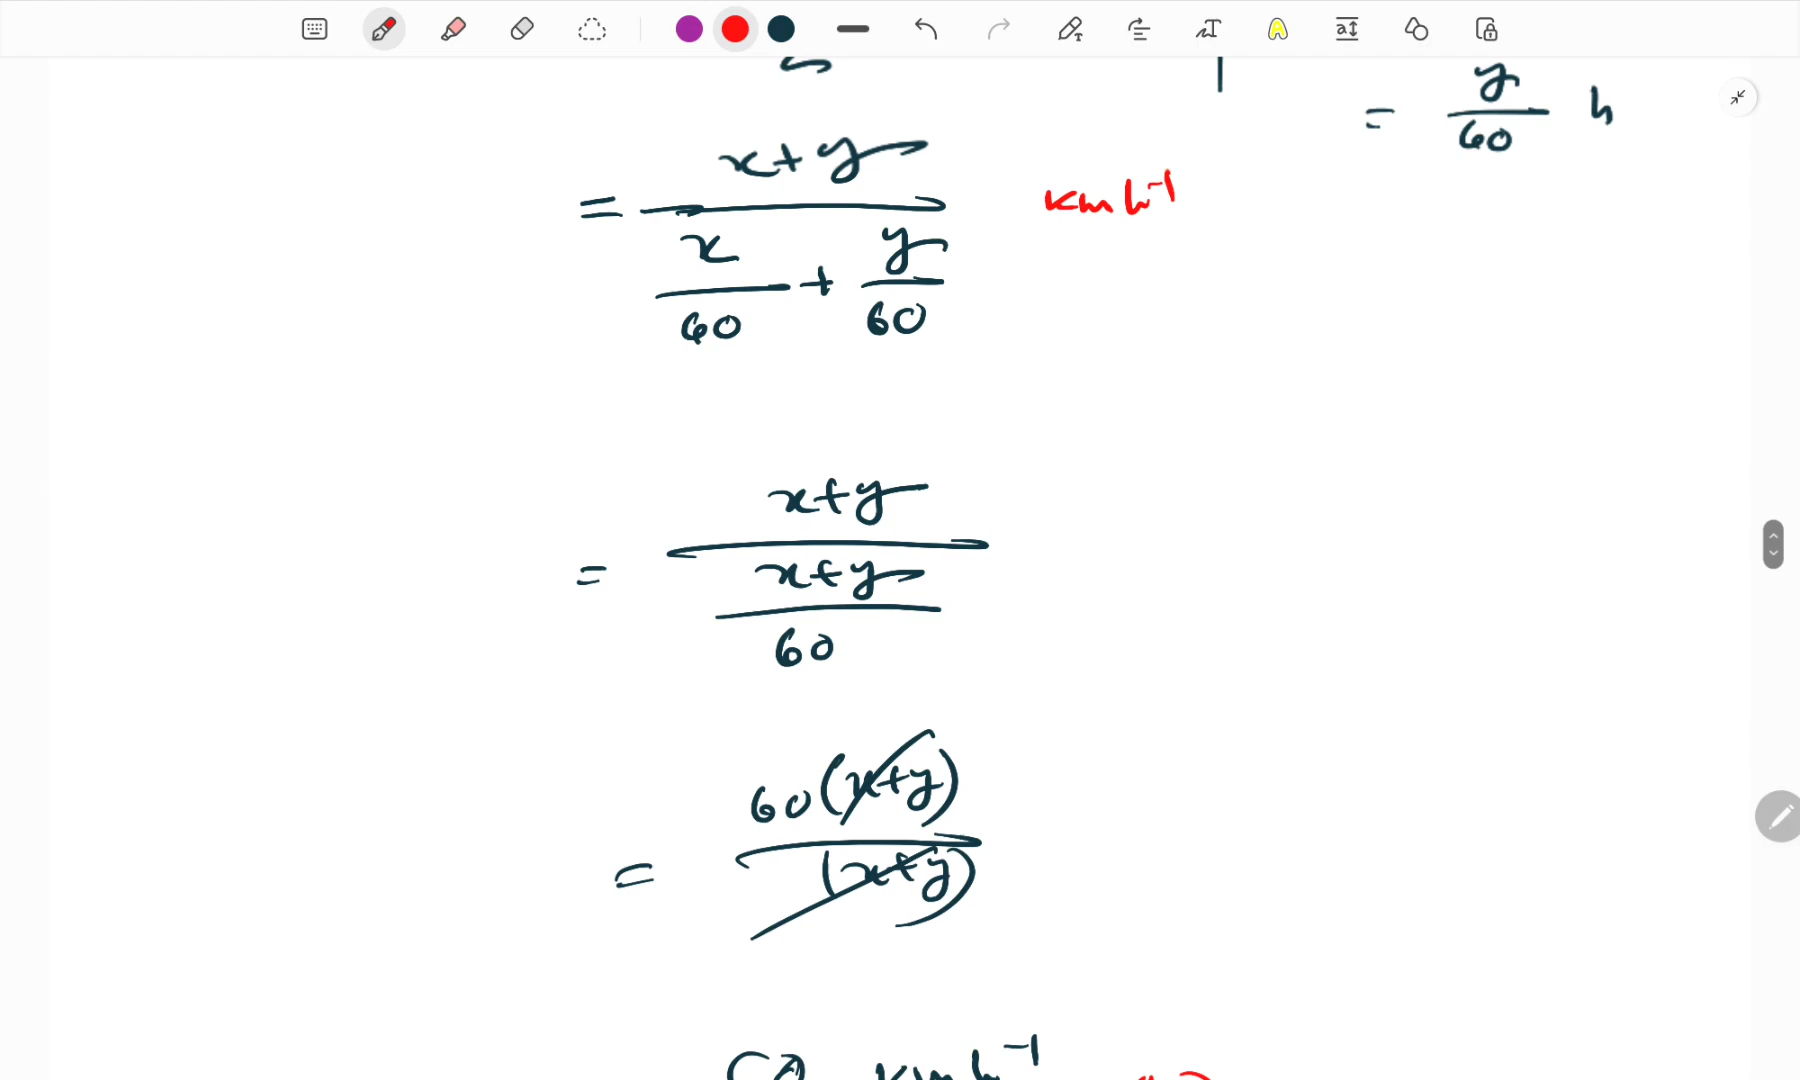 = y/60 h
= (x+y)/(x/60 + y/60) km h⁻¹
= (x+y)/((x+y)/60)
= 60(x+y)/(x+y)
km h⁻¹